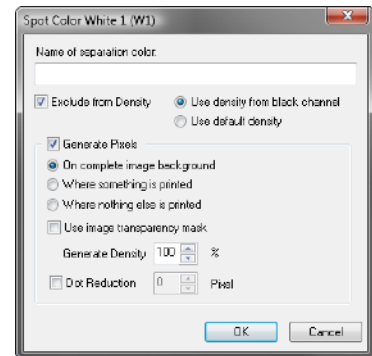 Spot Color White 1 (W1)
Name of separation color:
Exclude from Density
Use density from black channel
Use default density
Generate Pixels
On complete image background
Where something is printed
Where nothing else is printed
Use image transparency mask
Generate Density 100 %
Dot Reduction 0 Pixel
OK Cancel